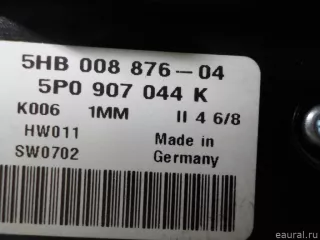 5HB 008 876-04
5P0 907 044 K
K006 1MM II 4 6/8
HW011 Made in
SW0702 Germany
eaural.ru